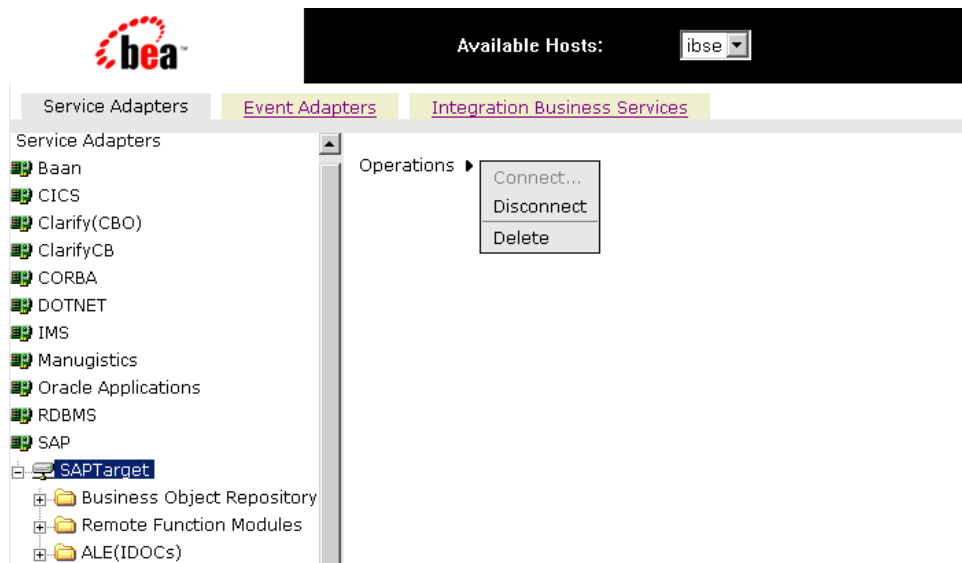 bea™
Available Hosts:
ibse
Service Adapters
Event Adapters
Integration Business Services
Service Adapters
Baan
CICS
Clarify(CBO)
ClarifyCB
CORBA
DOTNET
IMS
Manugistics
Oracle Applications
RDBMS
SAP
SAPTarget
Business Object Repository
Remote Function Modules
ALE(IDOCs)
Operations
Connect...
Disconnect
Delete